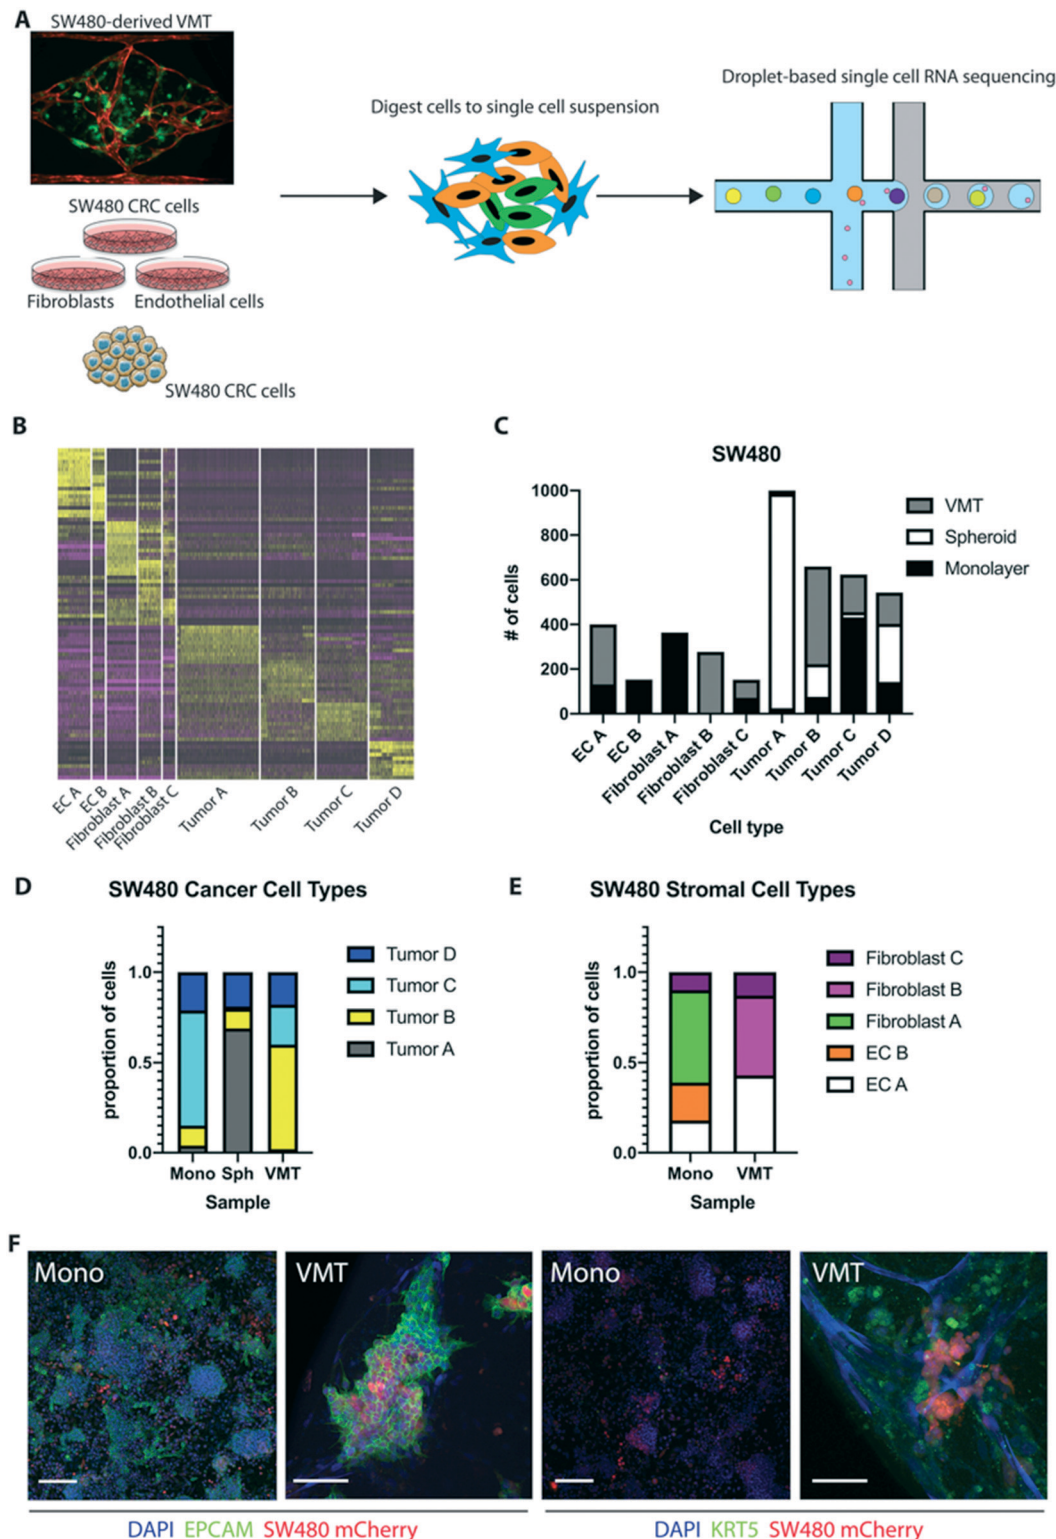 A
SW480-derived VMT
Digest cells to single cell suspension
Droplet-based single cell RNA sequencing
SW480 CRC cells
Fibroblasts
Endothelial cells
SW480 CRC cells
B
EC A
EC B
Fibroblast A
Fibroblast B
Fibroblast C
Tumor A
Tumor B
Tumor C
Tumor D
C
SW480
# of cells
1000
800
600
400
200
0
VMT
Spheroid
Monolayer
EC A
EC B
Fibroblast A
Fibroblast B
Fibroblast C
Tumor A
Tumor B
Tumor C
Tumor D
Cell type
D
SW480 Cancer Cell Types
proportion of cells
1.0
0.5
0.0
Mono Sph VMT
Sample
Tumor D
Tumor C
Tumor B
Tumor A
E
SW480 Stromal Cell Types
proportion of cells
1.0
0.5
0.0
Mono VMT
Sample
Fibroblast C
Fibroblast B
Fibroblast A
EC B
EC A
F
Mono
VMT
Mono
VMT
DAPI EPCAM SW480 mCherry
DAPI KRT5 SW480 mCherry